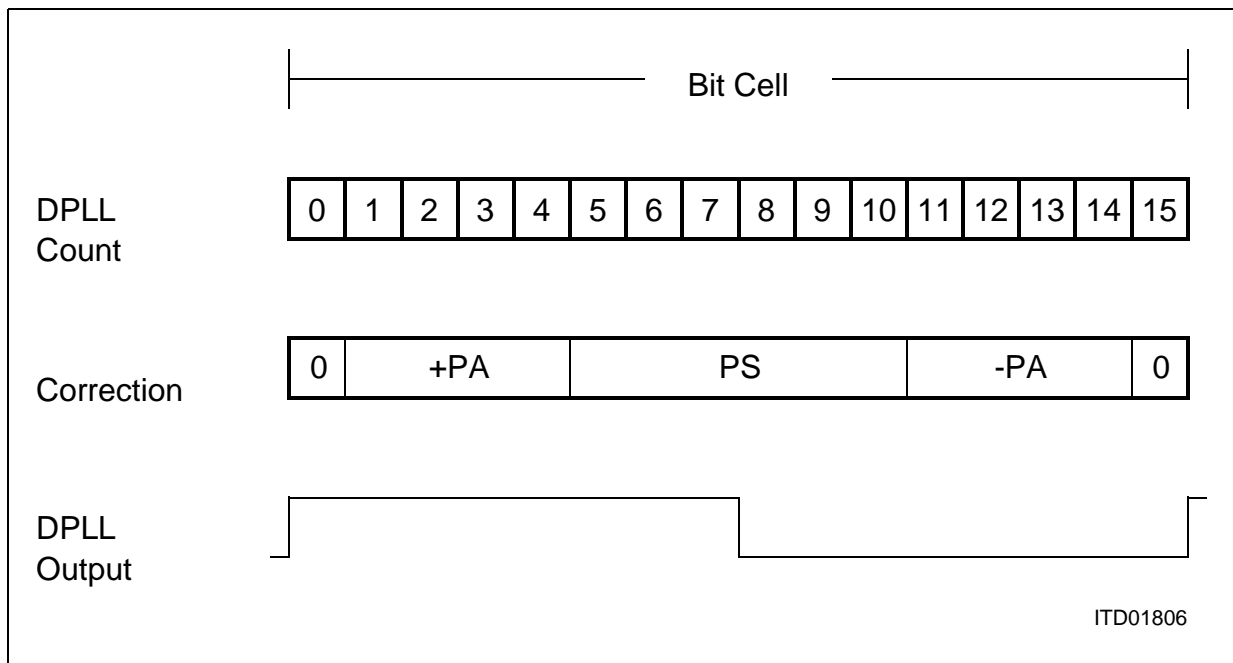 Bit Cell
DPLL
Count
0 1 2 3 4 5 6 7 8 9 10 11 12 13 14 15
Correction
0 +PA PS -PA 0
DPLL
Output
ITD01806